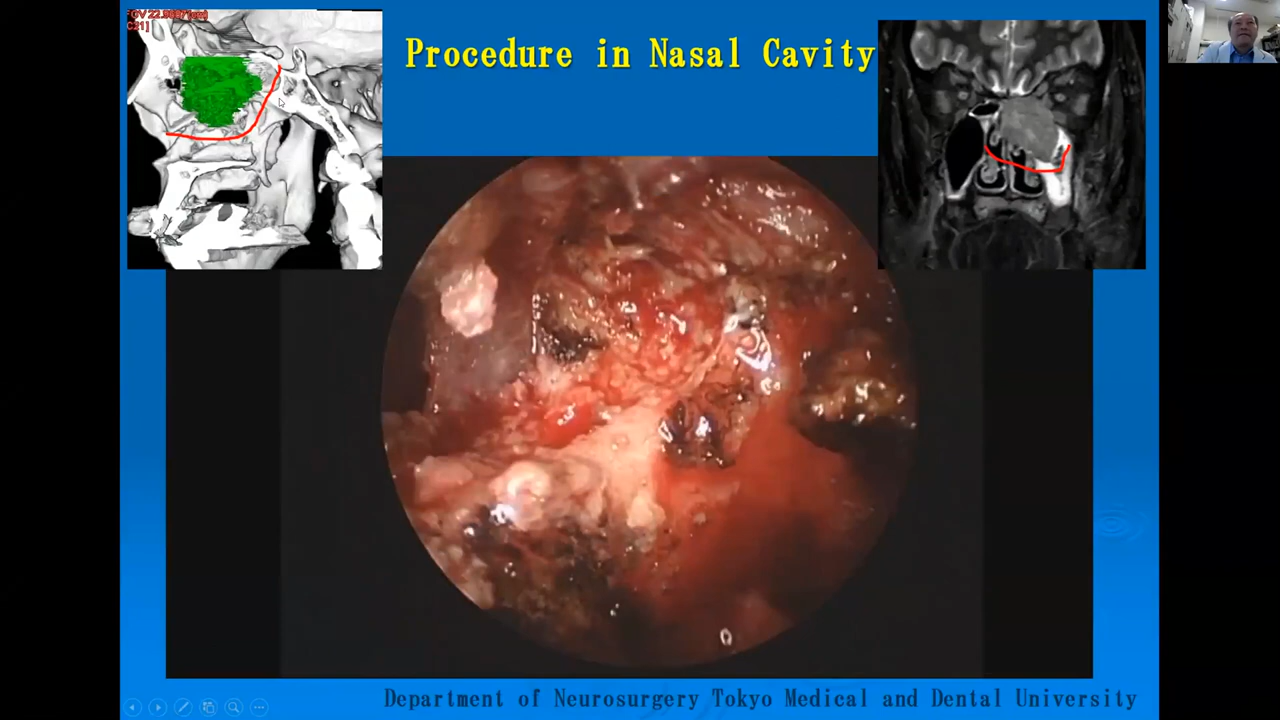 Procedure in Nasal Cavity
Department of Neurosurgery Tokyo Medical and Dental University